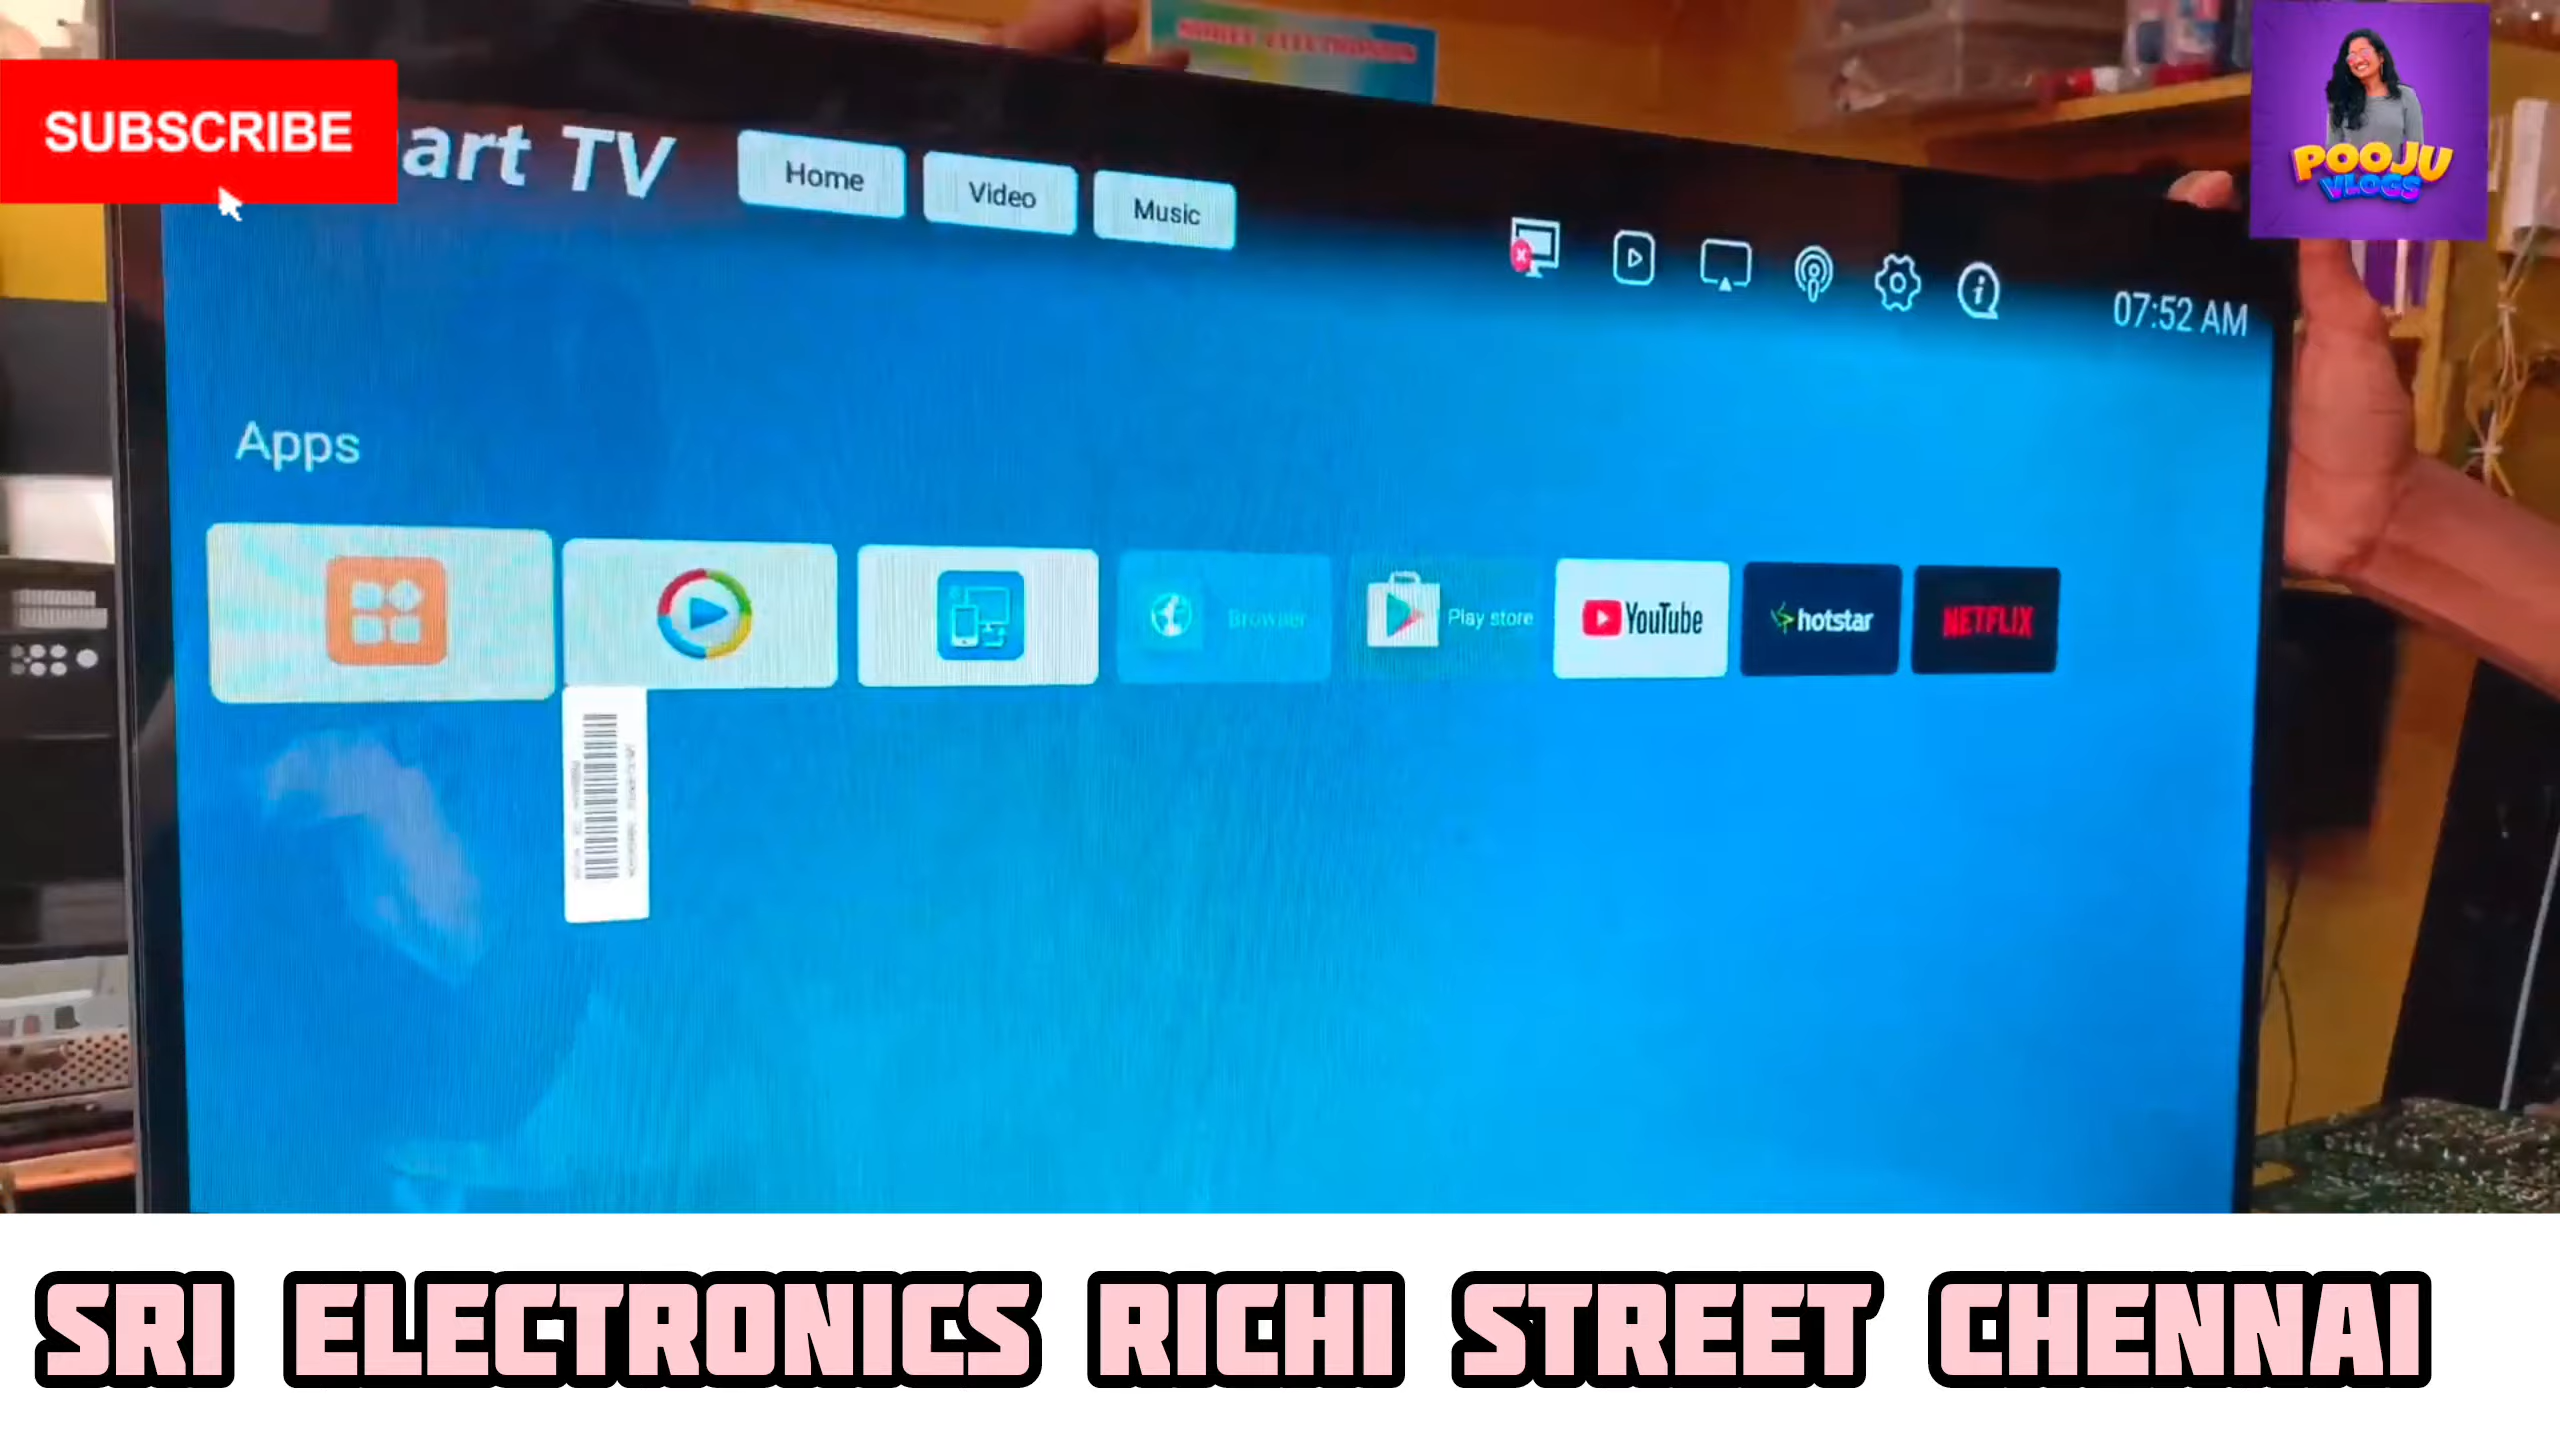 SUBSCRIBE
art TV
Home
Video
Music
POOJU
VLOGS
07:52 AM
Apps
Browser
Play store
YouTube
hotstar
NETFLIX
SRI ELECTRONICS RICHI STREET CHENNAI